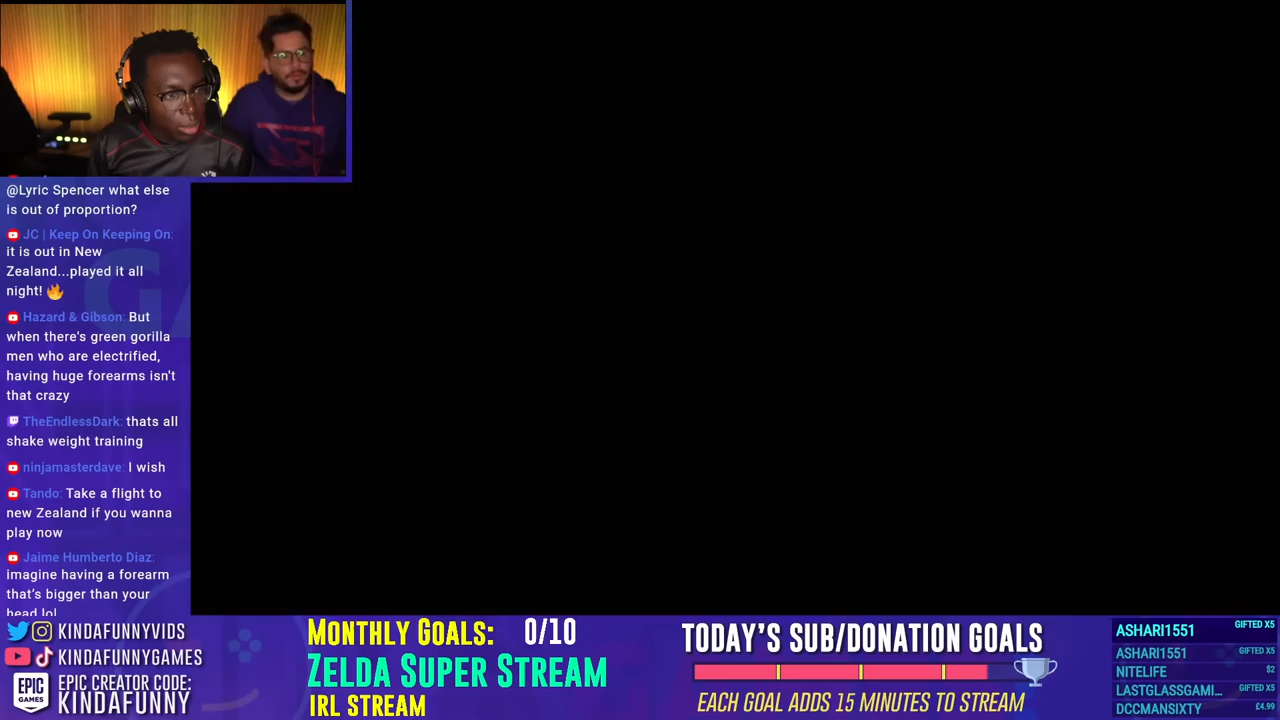 @Lyric Spencer what else
is out of proportion?
JC | Keep On Keeping On:
it is out in New
Zealand...played it all
night! 🔥
Hazard & Gibson: But
when there's green gorilla
men who are electrified,
having huge forearms isn't
that crazy
TheEndlessDark: thats all
shake weight training
ninjamasterdave: I wish
Tando: Take a flight to
new Zealand if you wanna
play now
Jaime Humberto Diaz:
imagine having a forearm
that's bigger than your
head lol
KINDAFUNNYVIDS
KINDAFUNNYGAMES
EPIC GAMES
EPIC CREATOR CODE:
KINDAFUNNY
MONTHLY GOALS: 0/10
ZELDA SUPER STREAM
IRL STREAM
TODAY'S SUB/DONATION GOALS
EACH GOAL ADDS 15 MINUTES TO STREAM
ASHARI1551 GIFTED X5
ASHARI1551 GIFTED X5
NITELIFE $2
LASTGLASSGAMI... GIFTED X5
DCCMANSIXTY £4.99